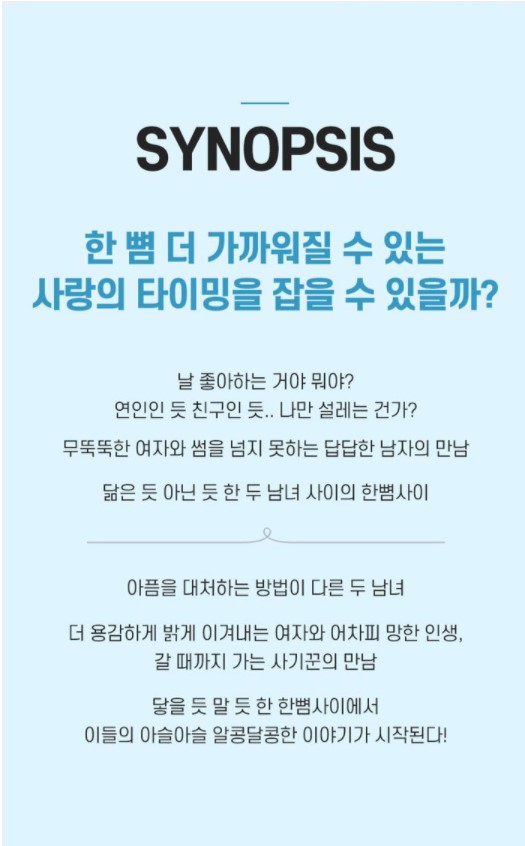 SYNOPSIS
한 뼘 더 가까워질 수 있는
사랑의 타이밍을 잡을 수 있을까?
날 좋아하는 거야 뭐야?
연인인 듯 친구인 듯.. 나만 설레는 건가?
무뚝뚝한 여자와 썸을 넘지 못하는 답답한 남자의 만남
닮은 듯 아닌 듯 한 두 남녀 사이의 한뼘사이
아픔을 대처하는 방법이 다른 두 남녀
더 용감하게 밝게 이겨내는 여자와 어차피 망한 인생,
갈 때까지 가는 사기꾼의 만남
닿을 듯 말 듯 한 한뼘사이에서
이들의 아슬아슬 알콩달콩한 이야기가 시작된다!